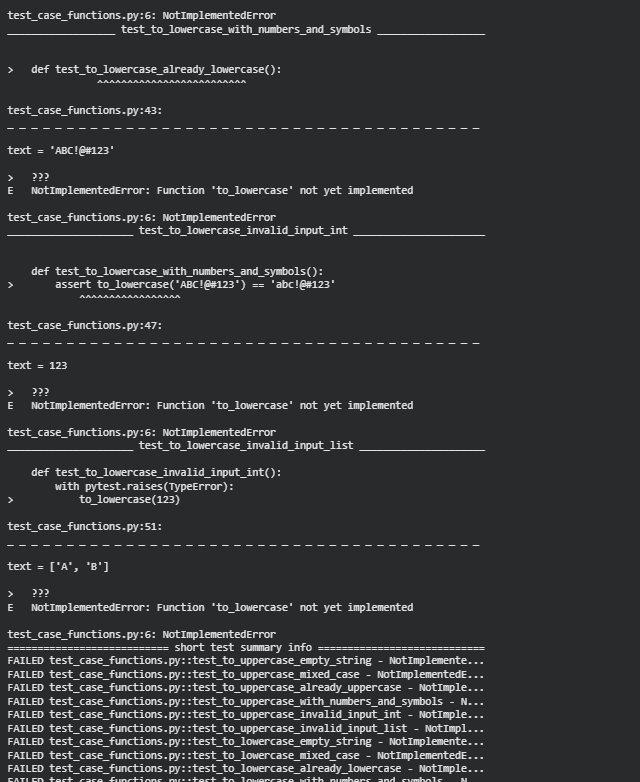 test_case_functions.py:6: NotImplementedError
__________________ test_to_lowercase_with_numbers_and_symbols __________________
>   def test_to_lowercase_already_lowercase():
^^^^^^^^^^^^^^^^^^^^^^^^^
test_case_functions.py:43:
_ _ _ _ _ _ _ _ _ _ _ _ _ _ _ _ _ _ _ _ _ _ _ _ _ _ _ _ _ _ _ _ _ _ _ _ _ _ _ _
text = 'ABC!@#123'
>   ???
E   NotImplementedError: Function 'to_lowercase' not yet implemented
test_case_functions.py:6: NotImplementedError
_____________________ test_to_lowercase_invalid_input_int ______________________
def test_to_lowercase_with_numbers_and_symbols():
>       assert to_lowercase('ABC!@#123') == 'abc!@#123'
^^^^^^^^^^^^^^^^^
test_case_functions.py:47:
_ _ _ _ _ _ _ _ _ _ _ _ _ _ _ _ _ _ _ _ _ _ _ _ _ _ _ _ _ _ _ _ _ _ _ _ _ _ _ _
text = 123
>   ???
E   NotImplementedError: Function 'to_lowercase' not yet implemented
test_case_functions.py:6: NotImplementedError
_____________________ test_to_lowercase_invalid_input_list _____________________
def test_to_lowercase_invalid_input_int():
with pytest.raises(TypeError):
>           to_lowercase(123)
test_case_functions.py:51:
_ _ _ _ _ _ _ _ _ _ _ _ _ _ _ _ _ _ _ _ _ _ _ _ _ _ _ _ _ _ _ _ _ _ _ _ _ _ _ _
text = ['A', 'B']
>   ???
E   NotImplementedError: Function 'to_lowercase' not yet implemented
test_case_functions.py:6: NotImplementedError
=========================== short test summary info ============================
FAILED test_case_functions.py::test_to_uppercase_empty_string - NotImplemente...
FAILED test_case_functions.py::test_to_uppercase_mixed_case - NotImplementedE...
FAILED test_case_functions.py::test_to_uppercase_already_uppercase - NotImple...
FAILED test_case_functions.py::test_to_uppercase_with_numbers_and_symbols - N...
FAILED test_case_functions.py::test_to_uppercase_invalid_input_int - NotImple...
FAILED test_case_functions.py::test_to_uppercase_invalid_input_list - NotImpl...
FAILED test_case_functions.py::test_to_lowercase_empty_string - NotImplemente...
FAILED test_case_functions.py::test_to_lowercase_mixed_case - NotImplementedE...
FAILED test_case_functions.py::test_to_lowercase_already_lowercase - NotImple...
FAILED test_case_functions.py::test_to_lowercase_with_numbers_and_symbols - N...